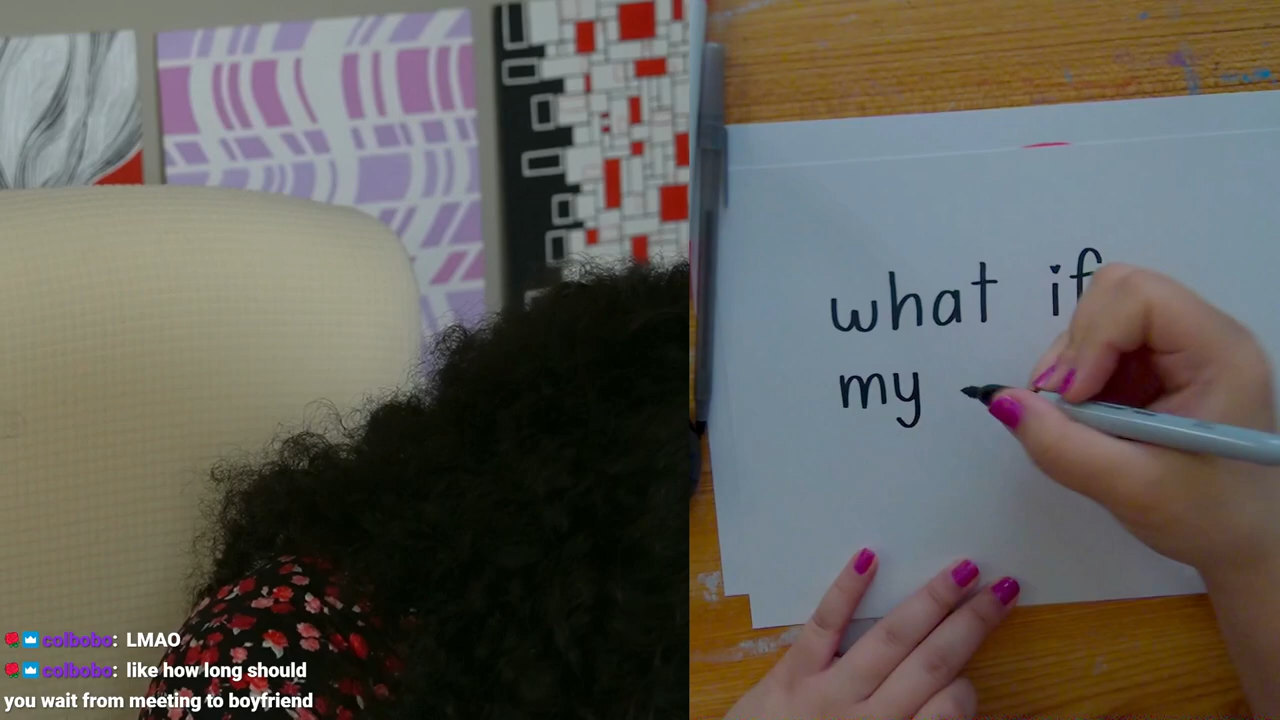 colbobo: LMAO
colbobo: like how long should
you wait from meeting to boyfriend
what if
my